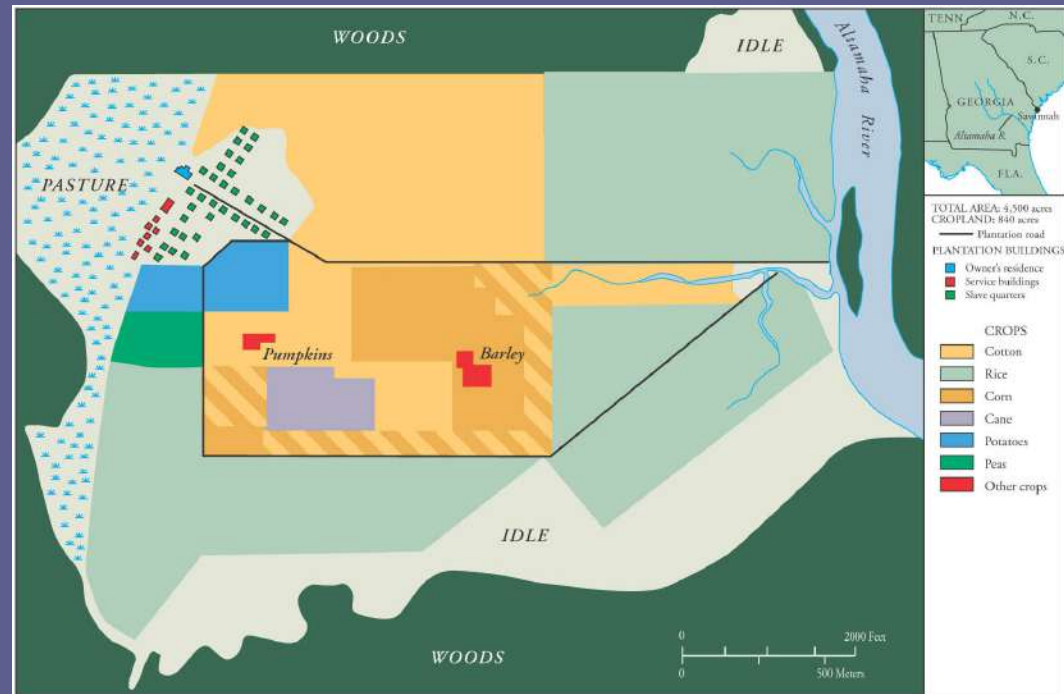 WOODS
IDLE
Altamaha River
PASTURE
Pumpkins
Barley
IDLE
WOODS
0 2000 Feet
0 500 Meters
TENN
N.C.
S.C.
GEORGIA
Savannah
Altamaha R.
FLA.
TOTAL AREA: 4,500 acres
CROPLAND: 840 acres
Plantation road
PLANTATION BUILDINGS
Owner's residence
Service buildings
Slave quarters
CROPS
Cotton
Rice
Corn
Cane
Potatoes
Peas
Other crops